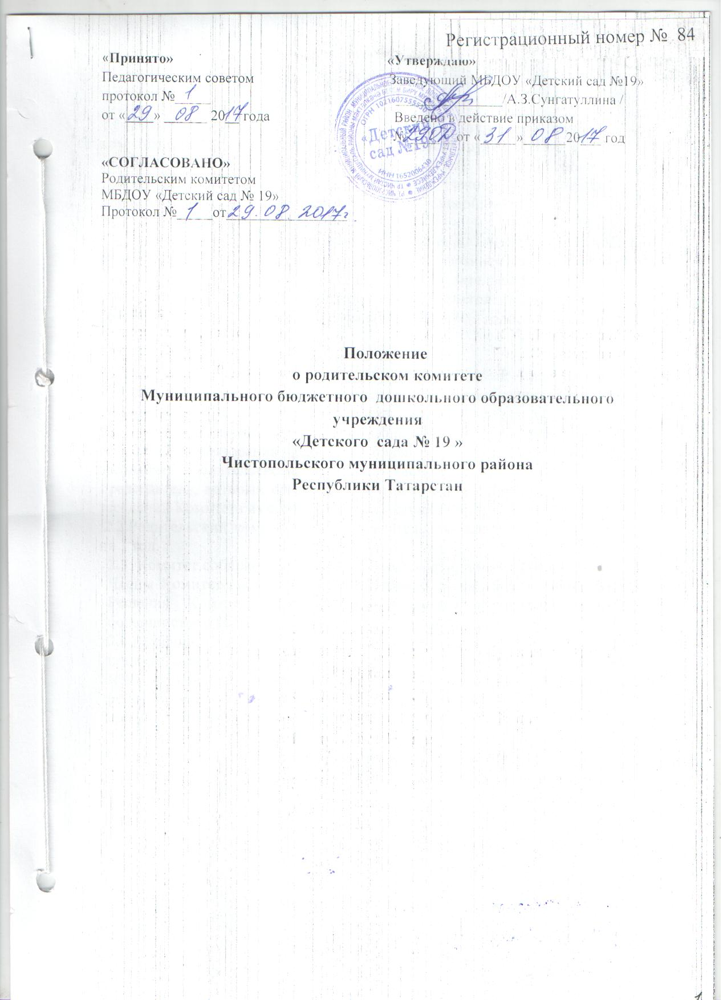 Регистрационный номер № 84
«Принято»
Педагогическим советом
протокол № 1
от «29» 08 2017 года
«Утверждаю»
Заведующий МБДОУ «Детский сад №19»
/А.З.Сунгатуллина /
Введено в действие приказом
№ 290Д от «31» 08 2017 год
«Детский
сад №19»
ОГРН 1021607555530
ИНН 1652006430
«СОГЛАСОВАНО»
Родительским комитетом
МБДОУ «Детский сад № 19»
Протокол № 1 от 29.08.2017г.
Положение
о родительском комитете
Муниципального бюджетного дошкольного образовательного
учреждения
«Детского сада № 19 »
Чистопольского муниципального района
Республики Татарстан
1